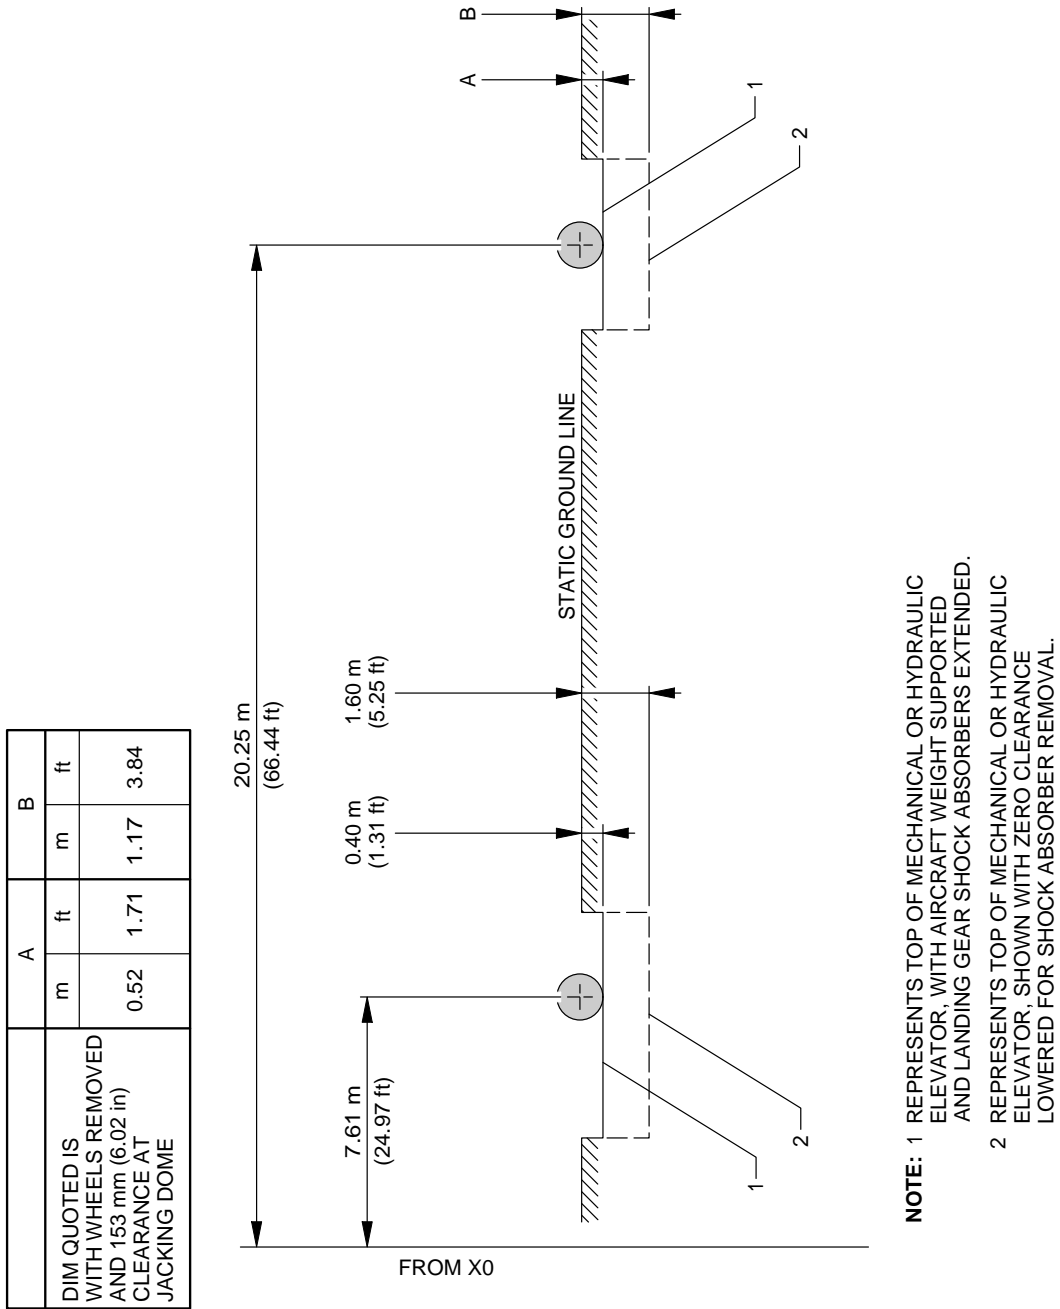 A B
m ft m ft
DIM QUOTED IS
WITH WHEELS REMOVED
AND 153 mm (6.02 in)
CLEARANCE AT
JACKING DOME
0.52 1.71 1.17 3.84
20.25 m
(66.44 ft)
7.61 m
(24.97 ft)
0.40 m
(1.31 ft)
1.60 m
(5.25 ft)
A
B
FROM X0
STATIC GROUND LINE
1
2
1
2
NOTE: 1 REPRESENTS TOP OF MECHANICAL OR HYDRAULIC
ELEVATOR, WITH AIRCRAFT WEIGHT SUPPORTED
AND LANDING GEAR SHOCK ABSORBERS EXTENDED.
2 REPRESENTS TOP OF MECHANICAL OR HYDRAULIC
ELEVATOR, SHOWN WITH ZERO CLEARANCE
LOWERED FOR SHOCK ABSORBER REMOVAL.